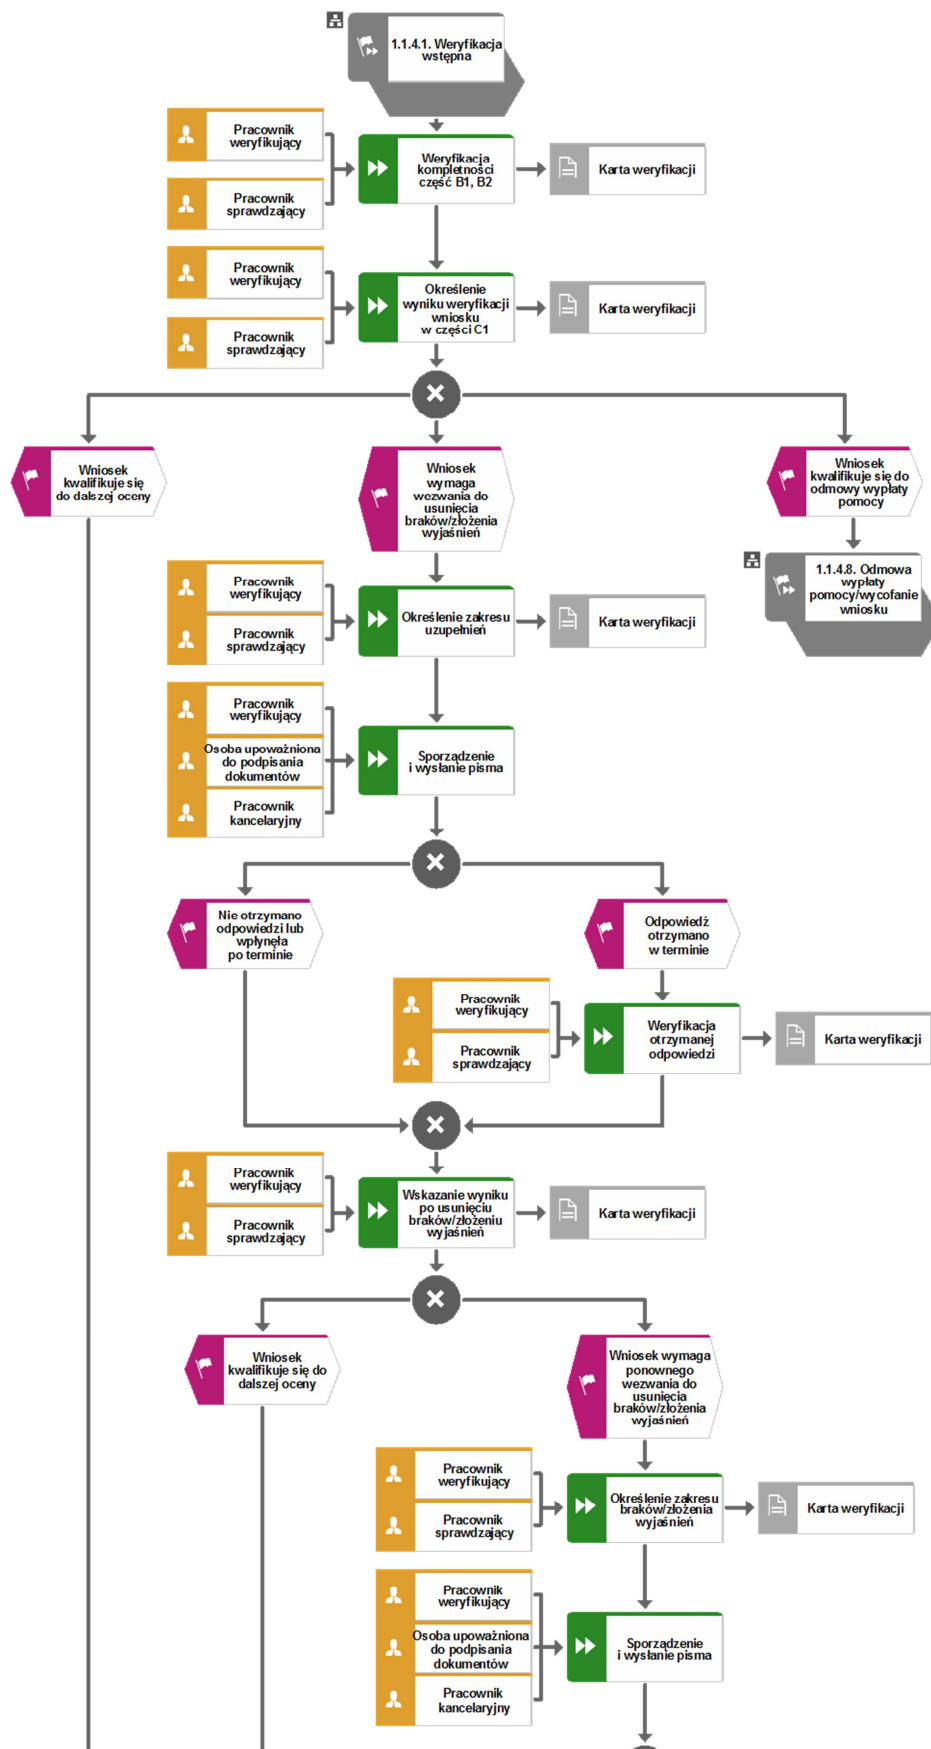 1.1.4.1. Weryfikacja
wstępna
Pracownik
weryfikujący
Pracownik
sprawdzający
Weryfikacja
kompletności
część B1, B2
Karta weryfikacji
Pracownik
weryfikujący
Pracownik
sprawdzający
Określenie
wyniku weryfikacji
wniosku
w części C1
Karta weryfikacji
Wniosek
kwalifikuje się
do dalszej oceny
Wniosek
wymaga
wezwania do
usunięcia
braków/złożenia
wyjaśnień
Wniosek
kwalifikuje się do
odmowy wypłaty
pomocy
1.1.4.8. Odmowa
wypłaty
pomocy/wycofanie
wniosku
Pracownik
weryfikujący
Pracownik
sprawdzający
Określenie zakresu
uzupełnień
Karta weryfikacji
Pracownik
weryfikujący
Osoba upoważniona
do podpisania
dokumentów
Pracownik
kancelaryjny
Sporządzenie
i wysłanie pisma
Nie otrzymano
odpowiedzi lub
wpłynęła
po terminie
Odpowiedź
otrzymano
w terminie
Pracownik
weryfikujący
Pracownik
sprawdzający
Weryfikacja
otrzymanej
odpowiedzi
Karta weryfikacji
Pracownik
weryfikujący
Pracownik
sprawdzający
Wskazanie wyniku
po usunięciu
braków/złożeniu
wyjaśnień
Karta weryfikacji
Wniosek
kwalifikuje się do
dalszej oceny
Wniosek wymaga
ponownego
wezwania do
usunięcia
braków/złożenia
wyjaśnień
Pracownik
weryfikujący
Pracownik
sprawdzający
Określenie zakresu
braków/złożenia
wyjaśnień
Karta weryfikacji
Pracownik
weryfikujący
Osoba upoważniona
do podpisania
dokumentów
Pracownik
kancelaryjny
Sporządzenie
i wysłanie pisma